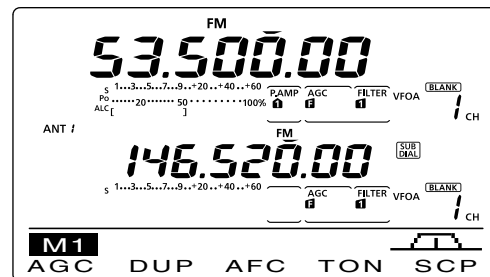 FM
53.500.00
S 1...3...5...7...9..+20..+40..+60 P.AMP AGC FILTER VFOA BLANK
Po ......20......50..........100% 1 F 1 1 CH
ALC[ ]
ANT 1
FM
146.520.00 SUB DIAL
S 1...3...5...7...9..+20..+40..+60 AGC FILTER VFOA BLANK
F 1 1 CH
M1
AGC DUP AFC TON SCP